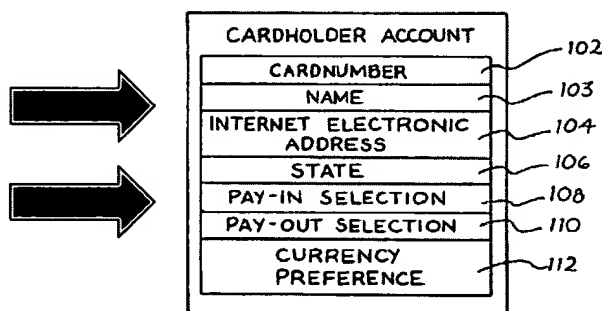 CARDHOLDER ACCOUNT
CARDNUMBER 102
NAME 103
INTERNET ELECTRONIC
ADDRESS 104
STATE 106
PAY-IN SELECTION 108
PAY-OUT SELECTION 110
CURRENCY
PREFERENCE 112